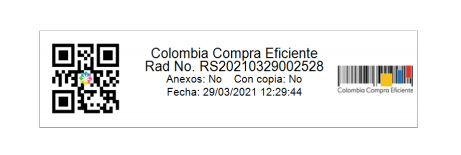 Colombia Compra Eficiente
Rad No. RS20210329002528
Anexos: No Con copia: No
Fecha: 29/03/2021 12:29:44
Colombia Compra Eficiente